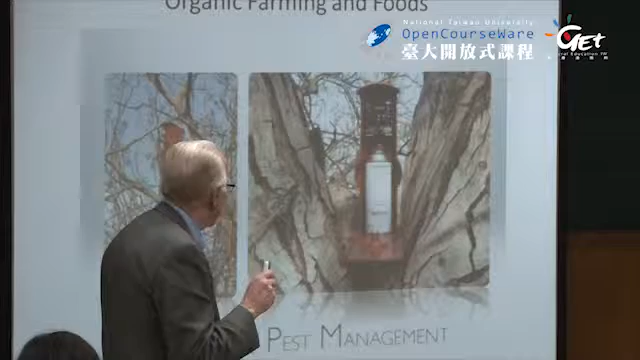 Organic Farming and Foods
National Taiwan University
OpenCourseWare
臺大開放式課程
GEt
PEST MANAGEMENT